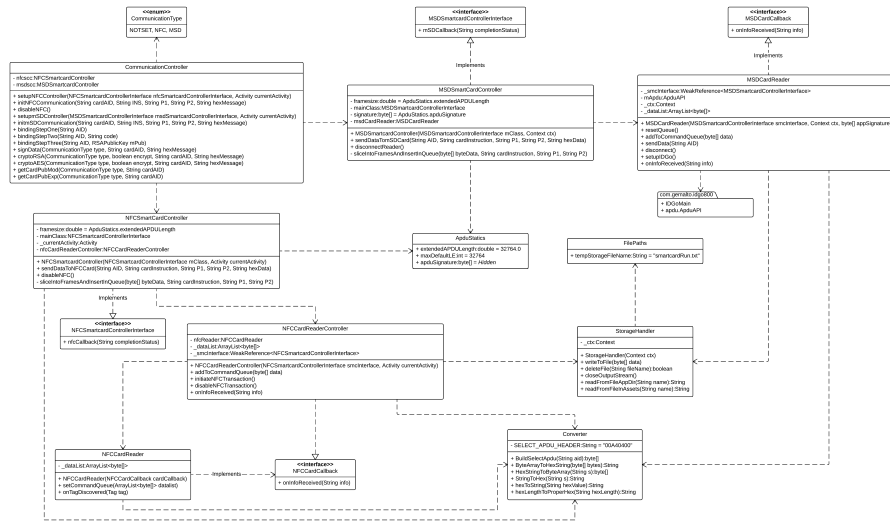 <<enum>>
CommunicationType
NOTSET, NFC, MSD
<<interface>>
MSDSmartcardControllerInterface
+ mSDCallback(String completionStatus)
<<interface>>
MSDCardCallback
+ onInfoReceived(String info)
Implements
Implements
CommunicationController
- nfcscc:NFCSmartcardController
- msdscc:MSDSmartcardController
+ setupNFCController(NFCSmartcardControllerInterface nfcSmartcardControllerInterface, Activity currentActivity)
+ initNFCCommunication(String cardAID, String INS, String P1, String P2, String hexMessage)
+ disableNFC()
+ setupmSDController(MSDSmartcardControllerInterface msdSmartcardControllerInterface, Activity currentActivity)
+ initmSDCommunication(String cardAID, String INS, String P1, String P2, String hexMessage)
+ bindingStepOne(String AID)
+ bindingStepTwo(String AID, String code)
+ bindingStepThree(String AID, RSAPublicKey mPub)
+ signData(CommunicationType type, String cardAID, String hexMessage)
+ cryptoRSA(CommunicationType type, boolean encrypt, String cardAID, String hexMessage)
+ cryptoAES(CommunicationType type, boolean encrypt, String cardAID, String hexMessage)
+ getCardPubMod(CommunicationType type, String cardAID)
+ getCardPubExp(CommunicationType type, String cardAID)
MSDSmartCardController
- framesize:double = ApduStatics.extendedAPDULength
- mainClass:MSDSmartcardControllerInterface
- signature:byte[] = ApduStatics.apduSignature
- msdCardReader:MSDCardReader
+ MSDSmartcardController(MSDSmartcardControllerInterface mClass, Context ctx)
+ sendDataTomSDCard(String AID, String cardInstruction, String P1, String P2, String hexData)
+ disconnectReader()
- sliceIntoFramesAndInsertInQueue(byte[] byteData, String cardInstruction, String P1, String P2)
MSDCardReader
- _smcInterface:WeakReference<MSDSmartcardControllerInterface>
- mApdu:ApduAPI
- _ctx:Context
- _dataList:ArrayList<byte[]>
+ MSDCardReader(MSDSmartcardControllerInterface smcInterface, Context ctx, byte[] appSignature)
+ resetQueue()
+ addToCommandQueue(byte[] data)
+ sendData(String AID)
+ disconnect()
+ setupIDGo()
+ onInfoReceived(String info)
com.gemalto.idgo800
+ IDGoMain
+ apdu.ApduAPI
NFCSmartCardController
- framesize:double = ApduStatics.extendedAPDULength
- mainClass:NFCSmartcardControllerInterface
- _currentActivity:Activity
- nfcCardReaderController:NFCCardReaderController
+ NFCSmartcardController(NFCSmartcardControllerInterface mClass, Activity currentActivity)
+ sendDataToNFCCard(String AID, String cardInstruction, String P1, String P2, String hexData)
+ disableNFC()
- sliceIntoFramesAndInsertInQueue(byte[] byteData, String cardInstruction, String P1, String P2)
ApduStatics
+ extendedAPDULength:double = 32764.0
+ maxDefaultLE:int = 32764
+ apduSignature:byte[] = Hidden
FilePaths
+ tempStorageFileName:String = "smartcardRun.txt"
Implements
<<interface>>
NFCSmartcardControllerInterface
+ nfcCallback(String completionStatus)
NFCCardReaderController
- nfcReader:NFCCardReader
- _dataList:ArrayList<byte[]>
- _smcInterface:WeakReference<NFCSmartcardControllerInterface>
+ NFCCardReaderController(NFCSmartcardControllerInterface smcInterface, Activity currentActivity)
+ addToCommandQueue(byte[] data)
+ initiateNFCTransaction()
+ disableNFCTransaction()
+ onInfoReceived(String info)
StorageHandler
- _ctx:Context
+ StorageHandler(Context ctx)
+ writeToFile(byte[] data)
+ deleteFile(String fileName):boolean
+ closeOutputStream()
+ readFromFileAppDir(String name):String
+ readFromFileInAssets(String name):String
NFCCardReader
- _dataList:ArrayList<byte[]>
+ NFCCardReader(NFCCardCallback cardCallback)
+ setCommandQueue(ArrayList<byte[]> datalist)
+ onTagDiscovered(Tag tag)
Implements
<<interface>>
NFCCardCallback
+ onInfoReceived(String info)
Converter
- SELECT_APDU_HEADER:String = "00A40400"
+ BuildSelectApdu(String aid):byte[]
+ ByteArrayToHexString(byte[] bytes):String
+ HexStringToByteArray(String s):byte[]
+ StringToHex(String s):String
+ hexToString(String hexValue):String
+ hexLengthToProperHex(String hexLength):String